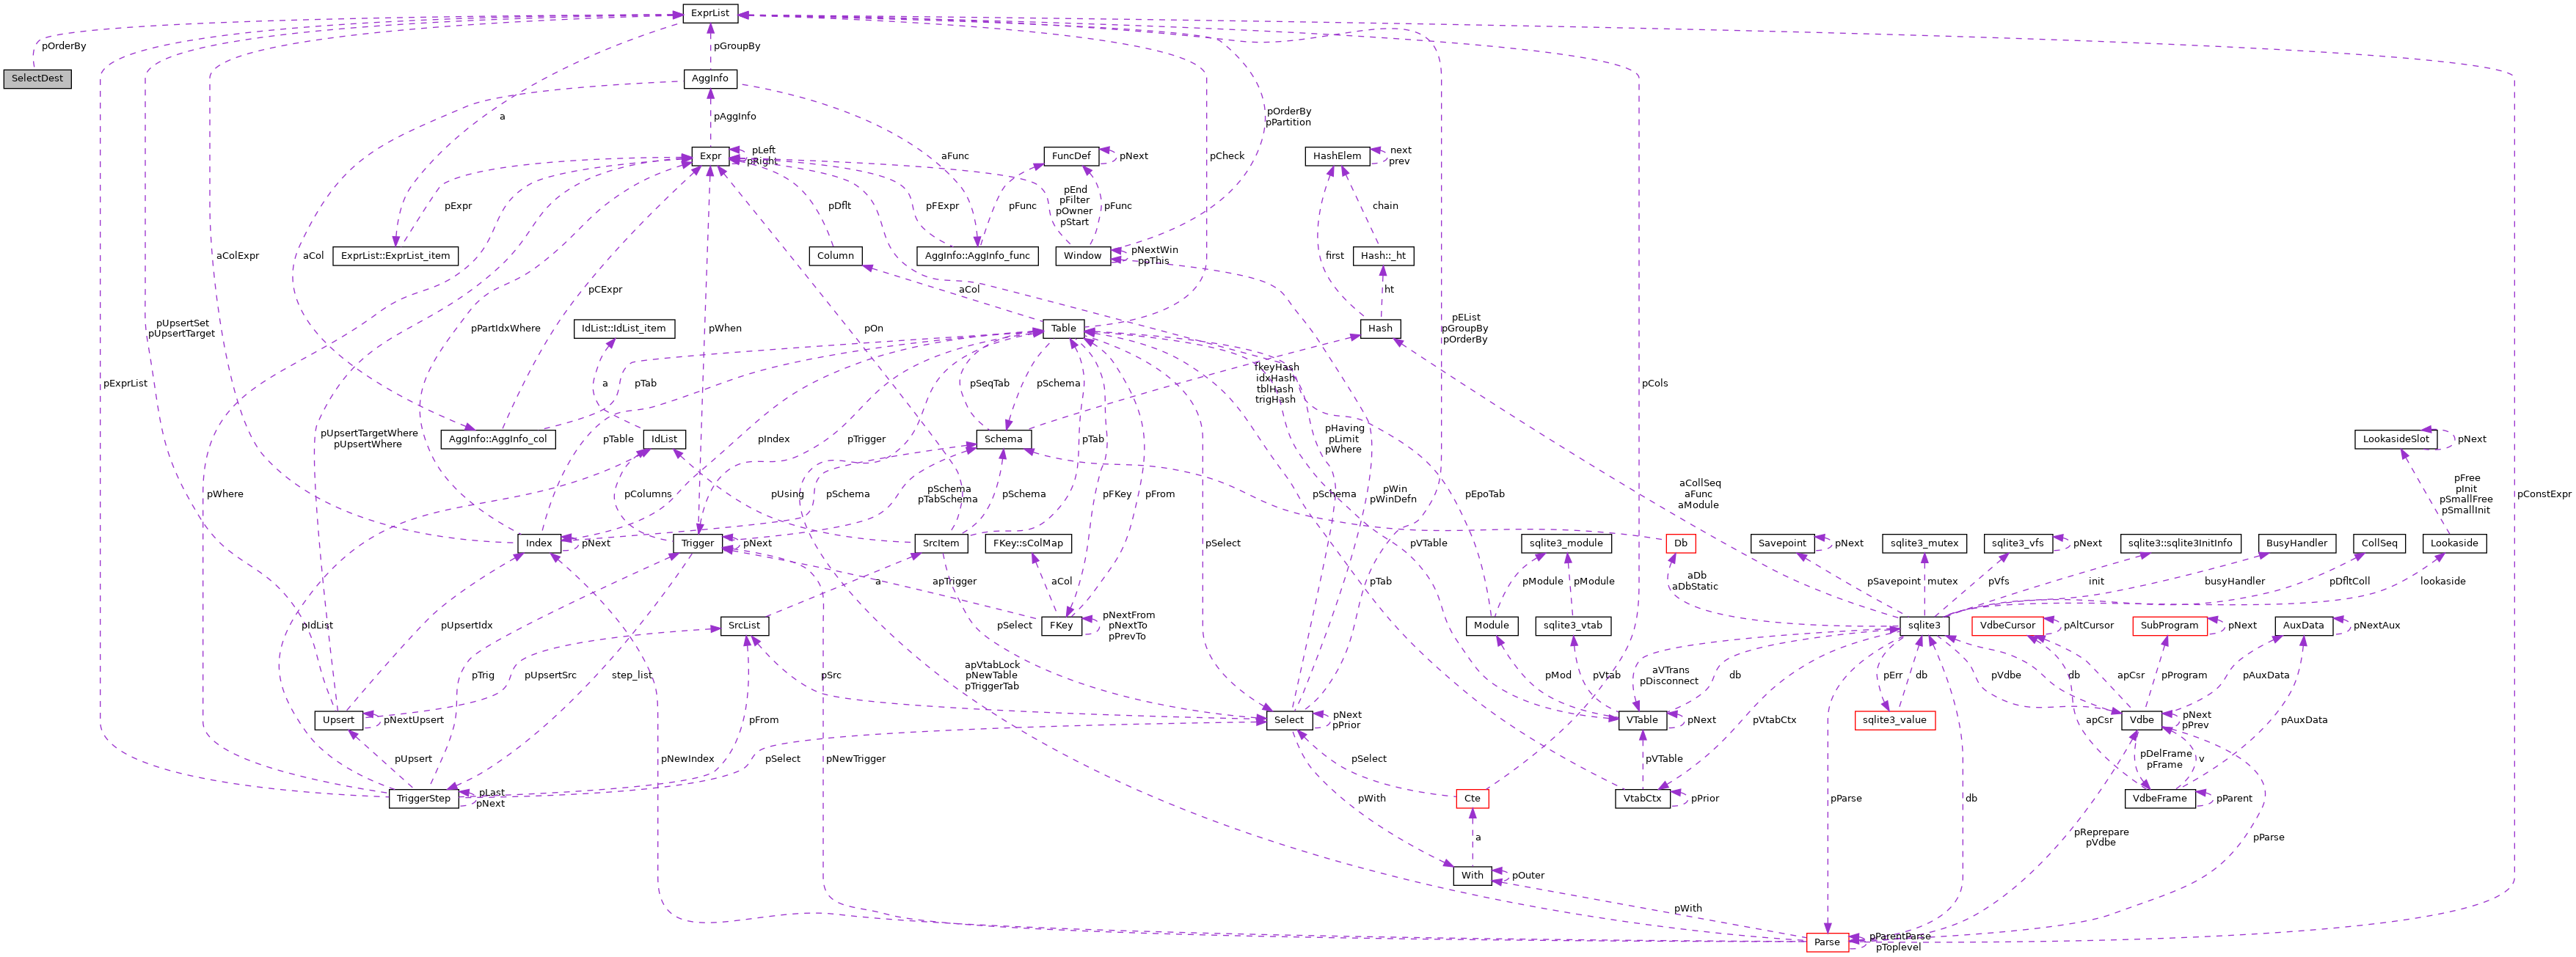 ExprList
pOrderBy
pGroupBy
SelectDest
AggInfo
a
pAggInfo
pOrderBy
pPartition
Expr
pLeft
pRight
aFunc
FuncDef
pNext
pCheck
HashElem
next
prev
pExpr
pDflt
pFExpr
pFunc
pEnd
pFilter
pOwner
pStart
pFunc
chain
aColExpr
aCol
ExprList::ExprList_item
Column
AggInfo::AggInfo_func
Window
pNextWin
ppThis
first
Hash::_ht
pCExpr
aCol
ht
pUpsertSet
pUpsertTarget
pPartIdxWhere
IdList::IdList_item
pWhen
pOn
Table
Hash
pEList
pGroupBy
pOrderBy
pExprList
a
pTab
pSeqTab
pSchema
fkeyHash
idxHash
tblHash
trigHash
pCols
pUpsertTargetWhere
pUpsertWhere
AggInfo::AggInfo_col
pTable
IdList
pIndex
pTrigger
Schema
pTab
pHaving
pLimit
pWhere
LookasideSlot
pNext
pWhere
pColumns
pUsing
pSchema
pSchema
pTabSchema
pSchema
pFKey
pFrom
pSchema
pWin
pWinDefn
pEpoTab
aCollSeq
aFunc
aModule
pFree
pInit
pSmallFree
pSmallInit
pConstExpr
Index
pNext
Trigger
pNext
SrcItem
FKey::sColMap
pSelect
pVTable
sqlite3_module
Db
Savepoint
pNext
sqlite3_mutex
sqlite3_vfs
pNext
sqlite3::sqlite3InitInfo
BusyHandler
CollSeq
Lookaside
a
apTrigger
aCol
pTab
pModule
pModule
aDb
aDbStatic
pSavepoint
mutex
pVfs
init
busyHandler
pDfltColl
lookaside
pIdList
pUpsertIdx
SrcList
pSelect
FKey
pNextFrom
pNextTo
pPrevTo
Module
sqlite3_vtab
sqlite3
VdbeCursor
pAltCursor
SubProgram
pNext
AuxData
pNextAux
pTrig
pUpsertSrc
step_list
pSrc
apVtabLock
pNewTable
pTriggerTab
pMod
pVtab
aVTrans
pDisconnect
db
pErr
db
pVdbe
db
apCsr
pProgram
pAuxData
Upsert
pNextUpsert
Select
pNext
pPrior
VTable
pNext
pVtabCtx
sqlite3_value
apCsr
Vdbe
pNext
pPrev
pAuxData
pUpsert
pFrom
pNewIndex
pSelect
pNewTrigger
pSelect
pVTable
pDelFrame
pFrame
v
TriggerStep
pLast
pNext
pWith
Cte
VtabCtx
pPrior
pParse
db
VdbeFrame
pParent
a
pReprepare
pVdbe
pParse
With
pOuter
pWith
Parse
pParentParse
pToplevel